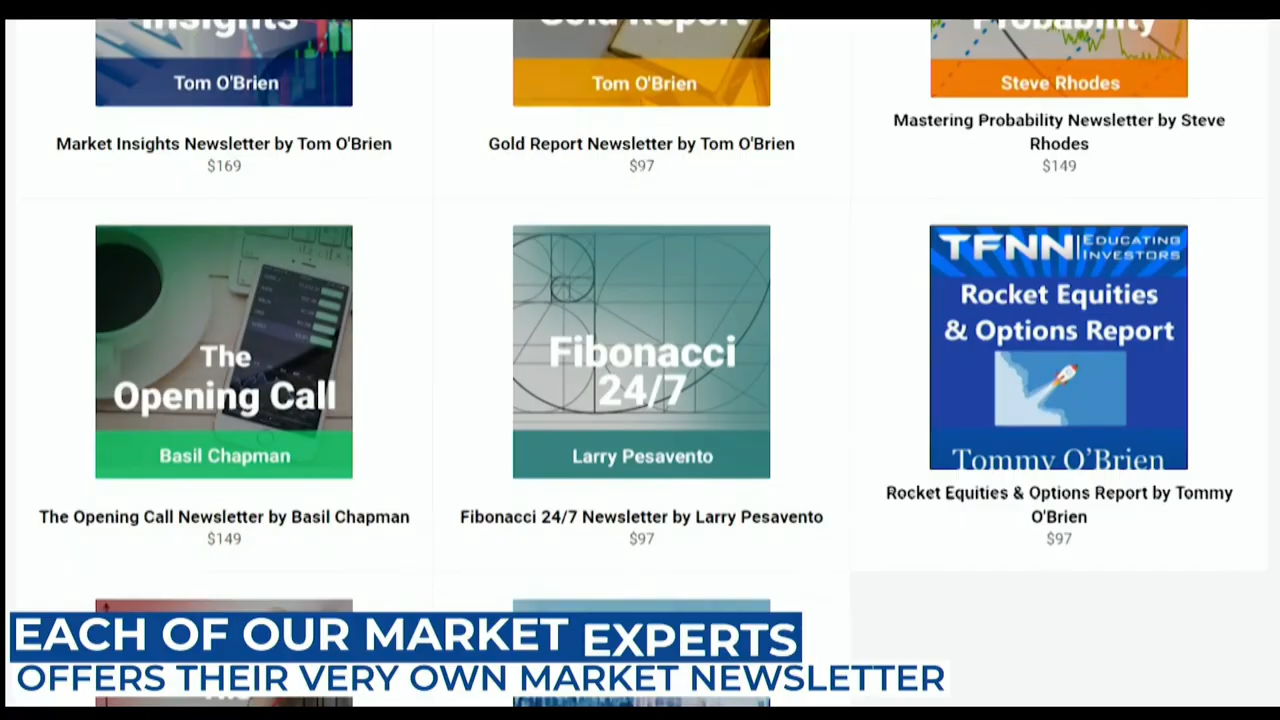 Insights
Gold Report
Probability
Tom O'Brien
Tom O'Brien
Steve Rhodes
Market Insights Newsletter by Tom O'Brien
$169
Gold Report Newsletter by Tom O'Brien
$97
Mastering Probability Newsletter by Steve
Rhodes
$149
The
Opening Call
Basil Chapman
The Opening Call Newsletter by Basil Chapman
$149
Fibonacci
24/7
Larry Pesavento
Fibonacci 24/7 Newsletter by Larry Pesavento
$97
TFNN EDUCATING
INVESTORS
Rocket Equities
& Options Report
Tommy O'Brien
Rocket Equities & Options Report by Tommy
O'Brien
$97
EACH OF OUR MARKET EXPERTS
OFFERS THEIR VERY OWN MARKET NEWSLETTER